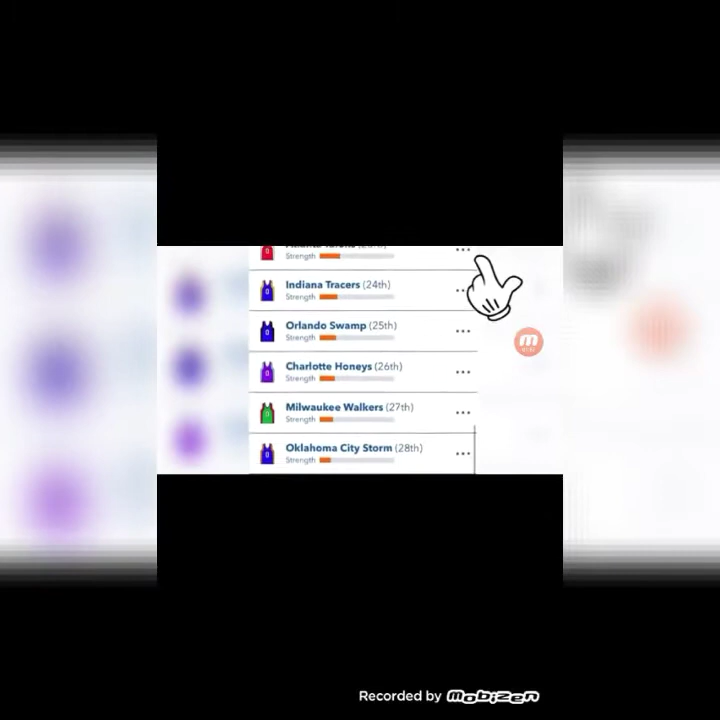 Strength
Indiana Tracers (24th)
Strength
Orlando Swamp (25th)
Strength
Charlotte Honeys (26th)
Strength
Milwaukee Walkers (27th)
Strength
Oklahoma City Storm (28th)
Strength
Recorded by Mobizen